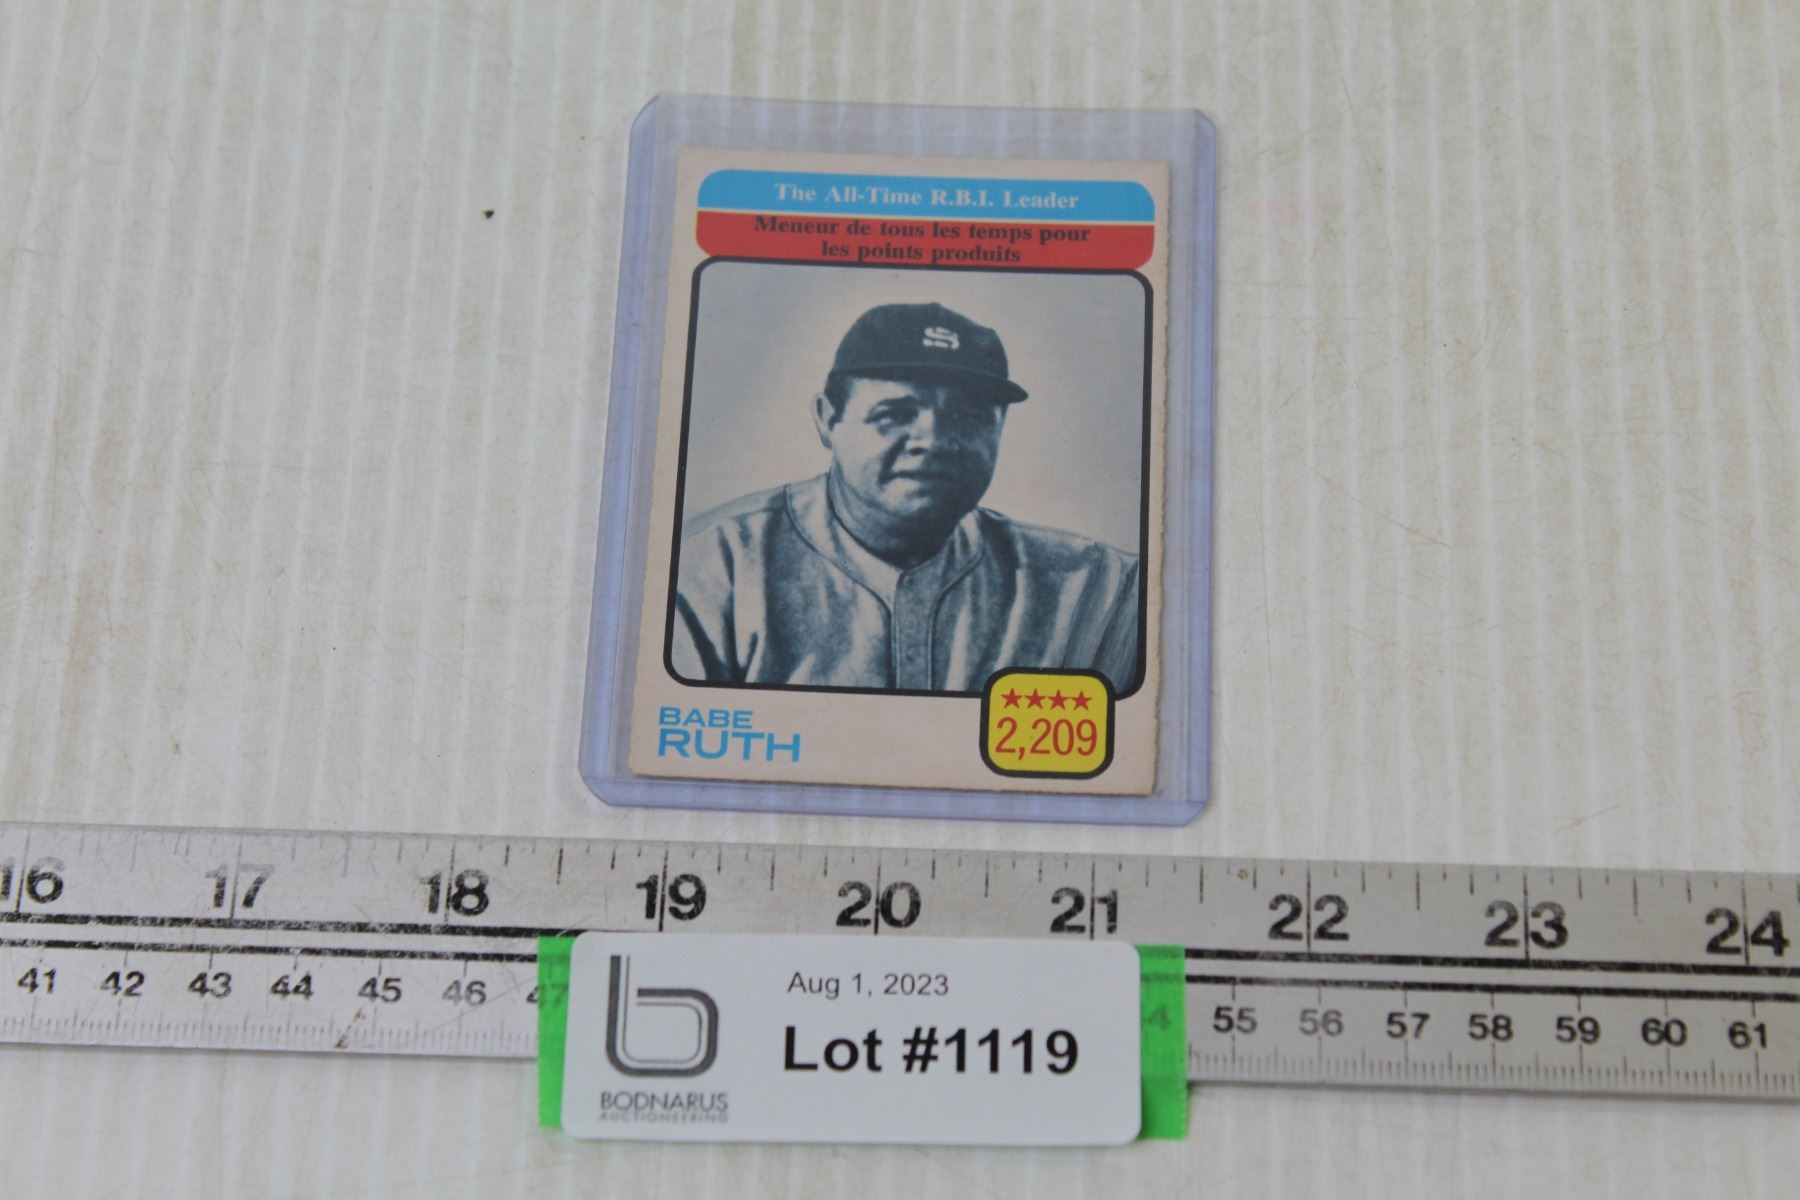 The All-Time R.B.I. Leader
Meneur de tous les temps pour
les points produits
S
BABE
RUTH
2,209
16 17 18 19 20 21 22 23 24
41 42 43 44 45 46 47 4 55 56 57 58 59 60 61
Aug 1, 2023
Lot #1119
BODNARUS
AUCTIONEERING